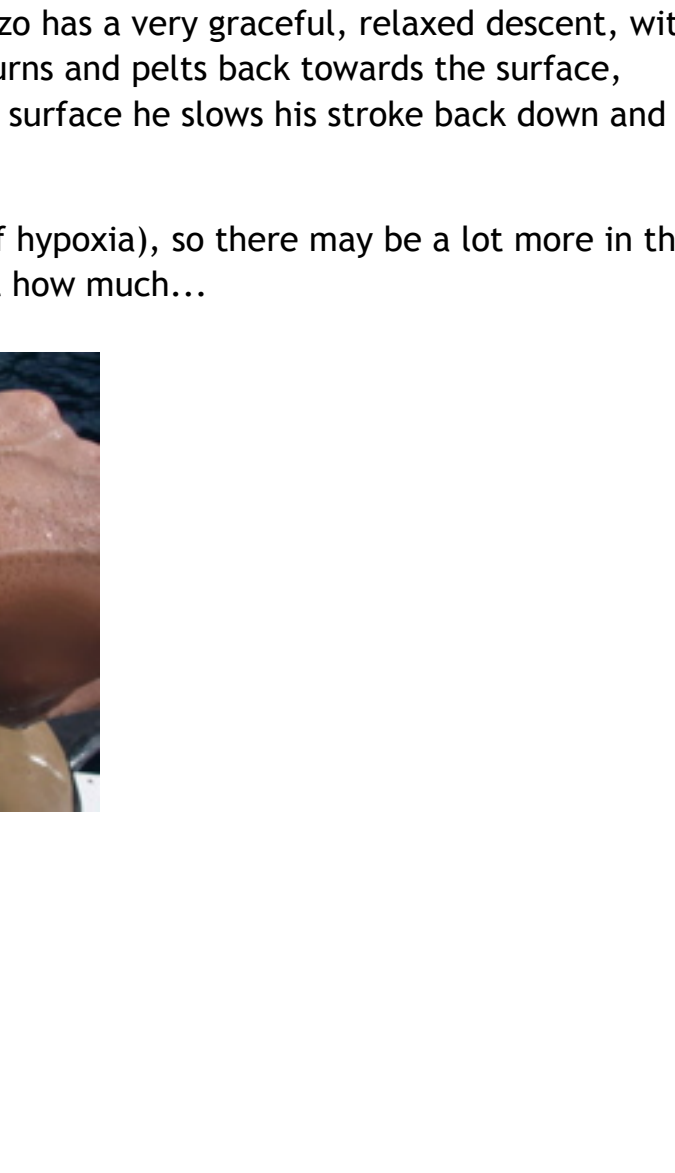 zo has a very graceful, relaxed descent, wit
urns and pelts back towards the surface,
surface he slows his stroke back down and
f hypoxia), so there may be a lot more in th
how much...